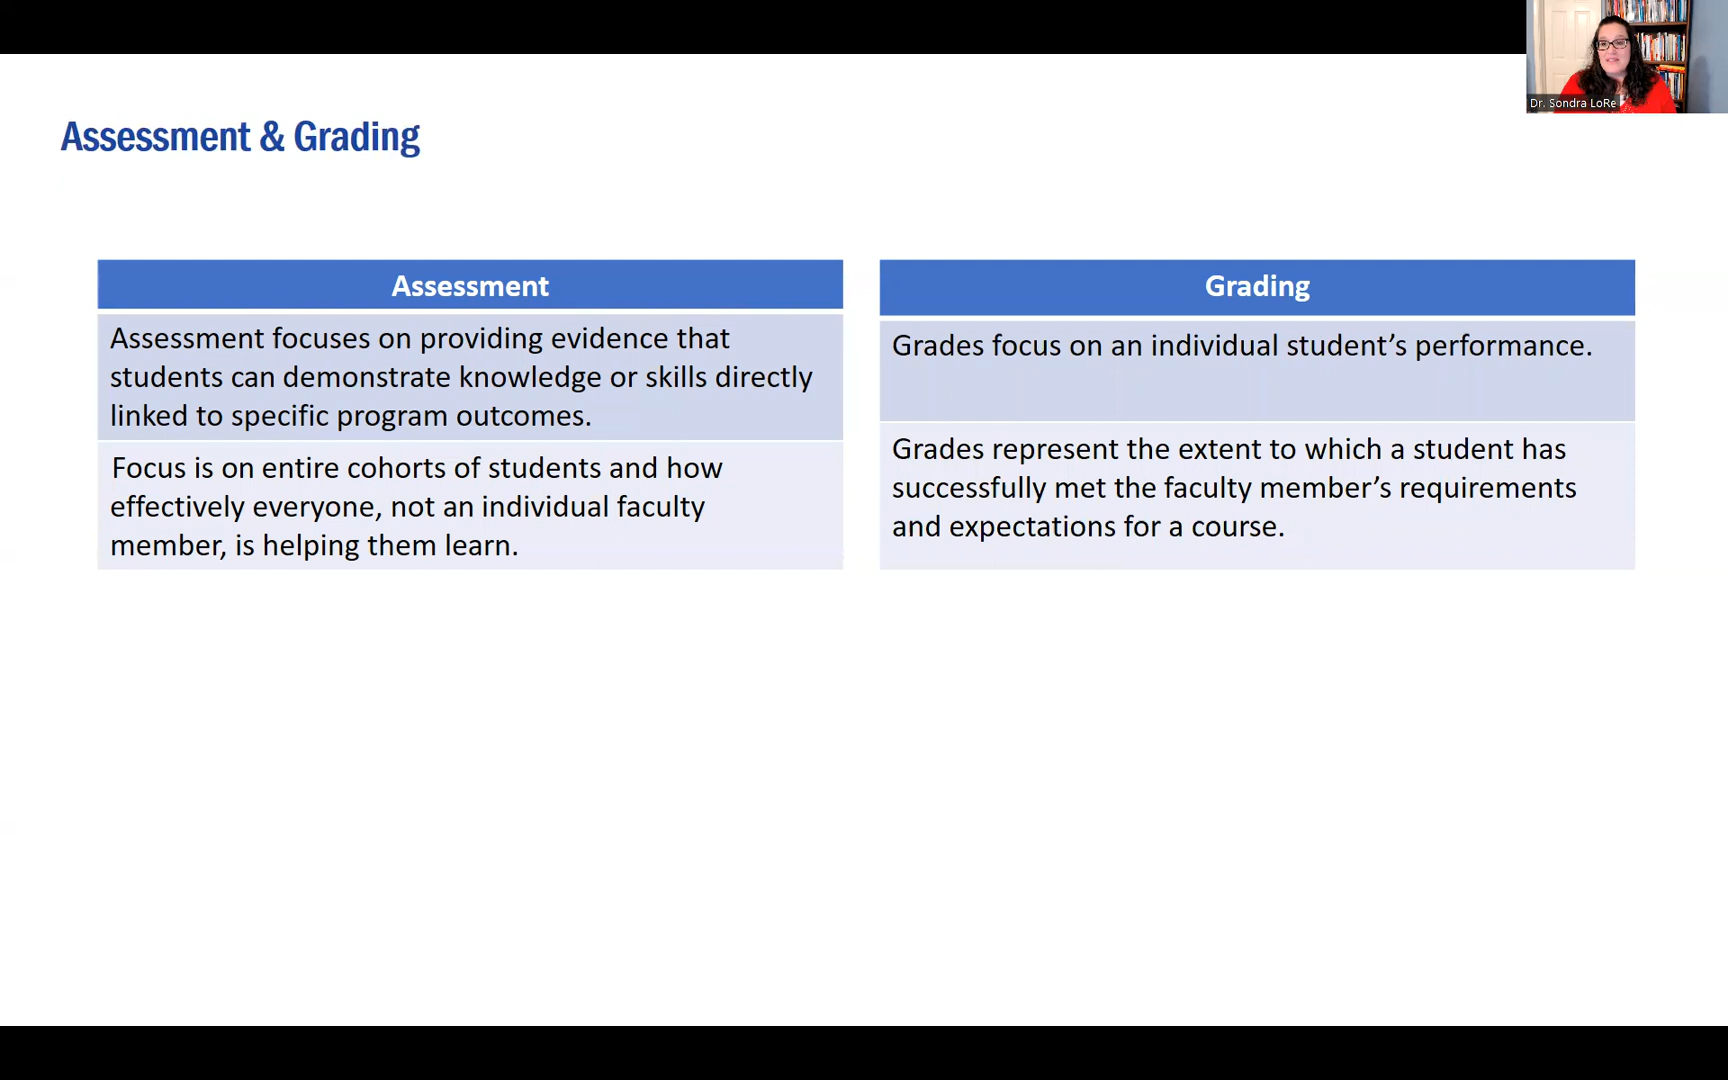 Dr. Sondra LoRe
Assessment & Grading
Assessment
Assessment focuses on providing evidence that
students can demonstrate knowledge or skills directly
linked to specific program outcomes.
Focus is on entire cohorts of students and how
effectively everyone, not an individual faculty
member, is helping them learn.
Grading
Grades focus on an individual student’s performance.
Grades represent the extent to which a student has
successfully met the faculty member’s requirements
and expectations for a course.